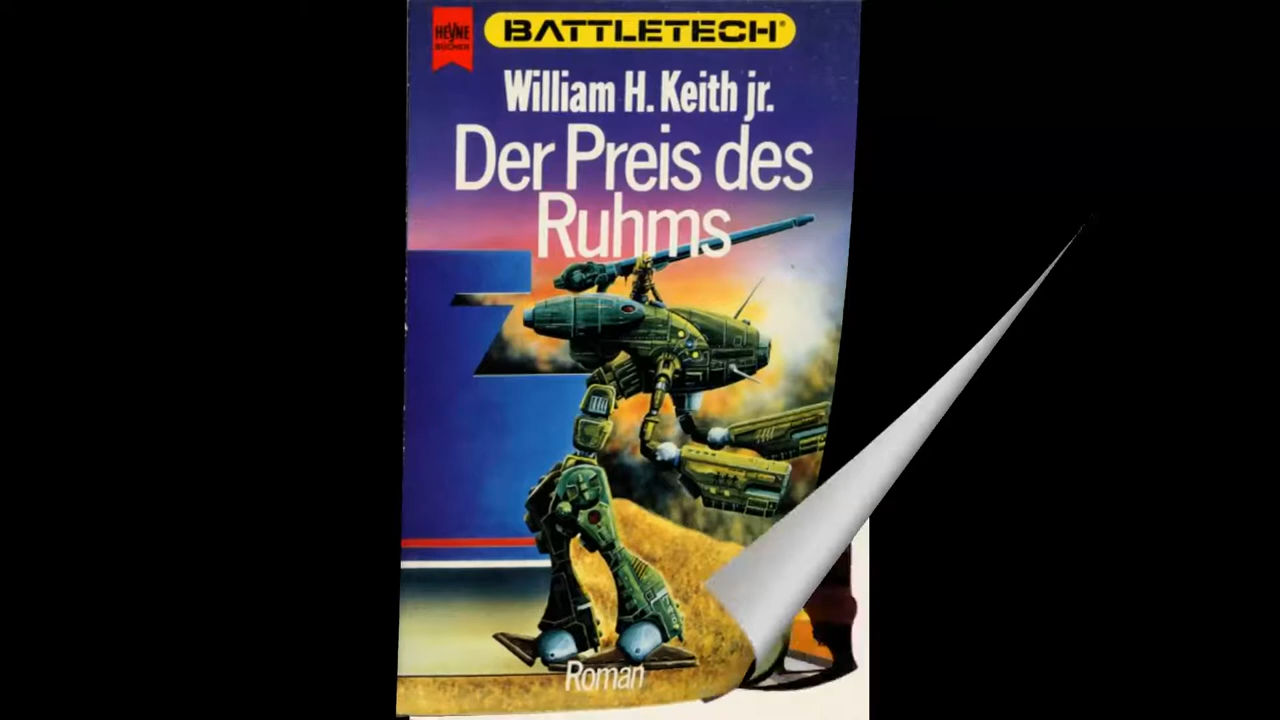 HEYNE
BÜCHER
BATTLETECH®
William H. Keith jr.
Der Preis des
Ruhms
Roman